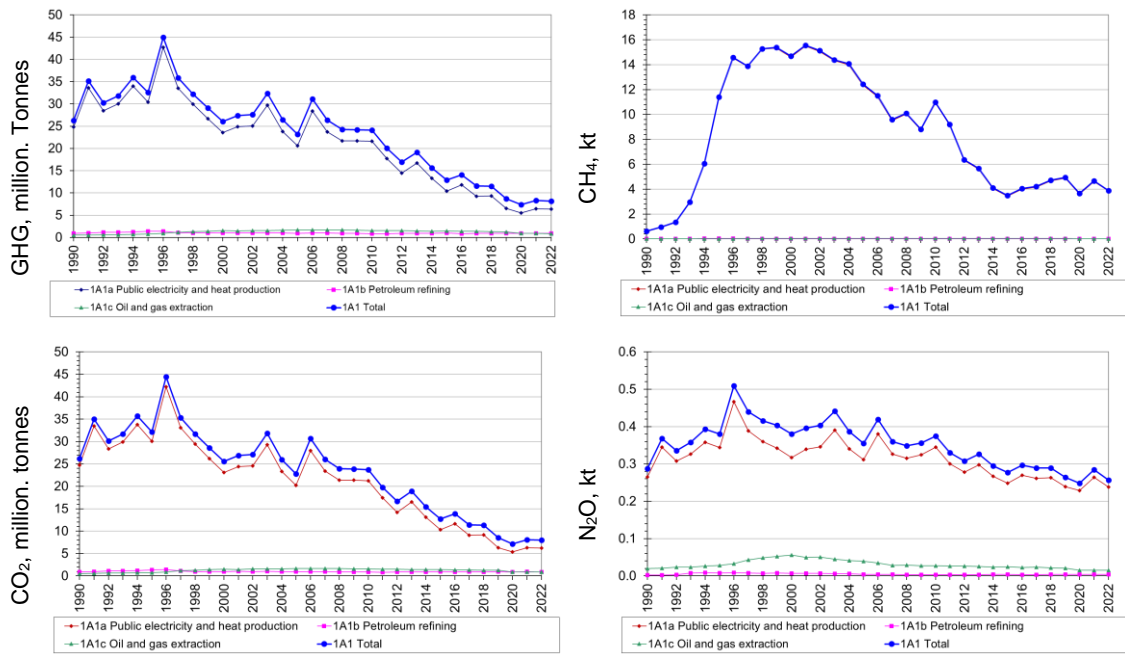 GHG, million. Tonnes
50
45
40
35
30
25
20
15
10
5
0
1990 1992 1994 1996 1998 2000 2002 2004 2006 2008 2010 2012 2014 2016 2018 2020 2022
1A1a Public electricity and heat production 1A1b Petroleum refining
1A1c Oil and gas extraction 1A1 Total
CH₄, kt
18
16
14
12
10
8
6
4
2
0
1990 1992 1994 1996 1998 2000 2002 2004 2006 2008 2010 2012 2014 2016 2018 2020 2022
1A1a Public electricity and heat production 1A1b Petroleum refining
1A1c Oil and gas extraction 1A1 Total
CO₂, million. tonnes
50
45
40
35
30
25
20
15
10
5
0
1990 1992 1994 1996 1998 2000 2002 2004 2006 2008 2010 2012 2014 2016 2018 2020 2022
1A1a Public electricity and heat production 1A1b Petroleum refining
1A1c Oil and gas extraction 1A1 Total
N₂O, kt
0.6
0.5
0.4
0.3
0.2
0.1
0.0
1990 1992 1994 1996 1998 2000 2002 2004 2006 2008 2010 2012 2014 2016 2018 2020 2022
1A1a Public electricity and heat production 1A1b Petroleum refining
1A1c Oil and gas extraction 1A1 Total